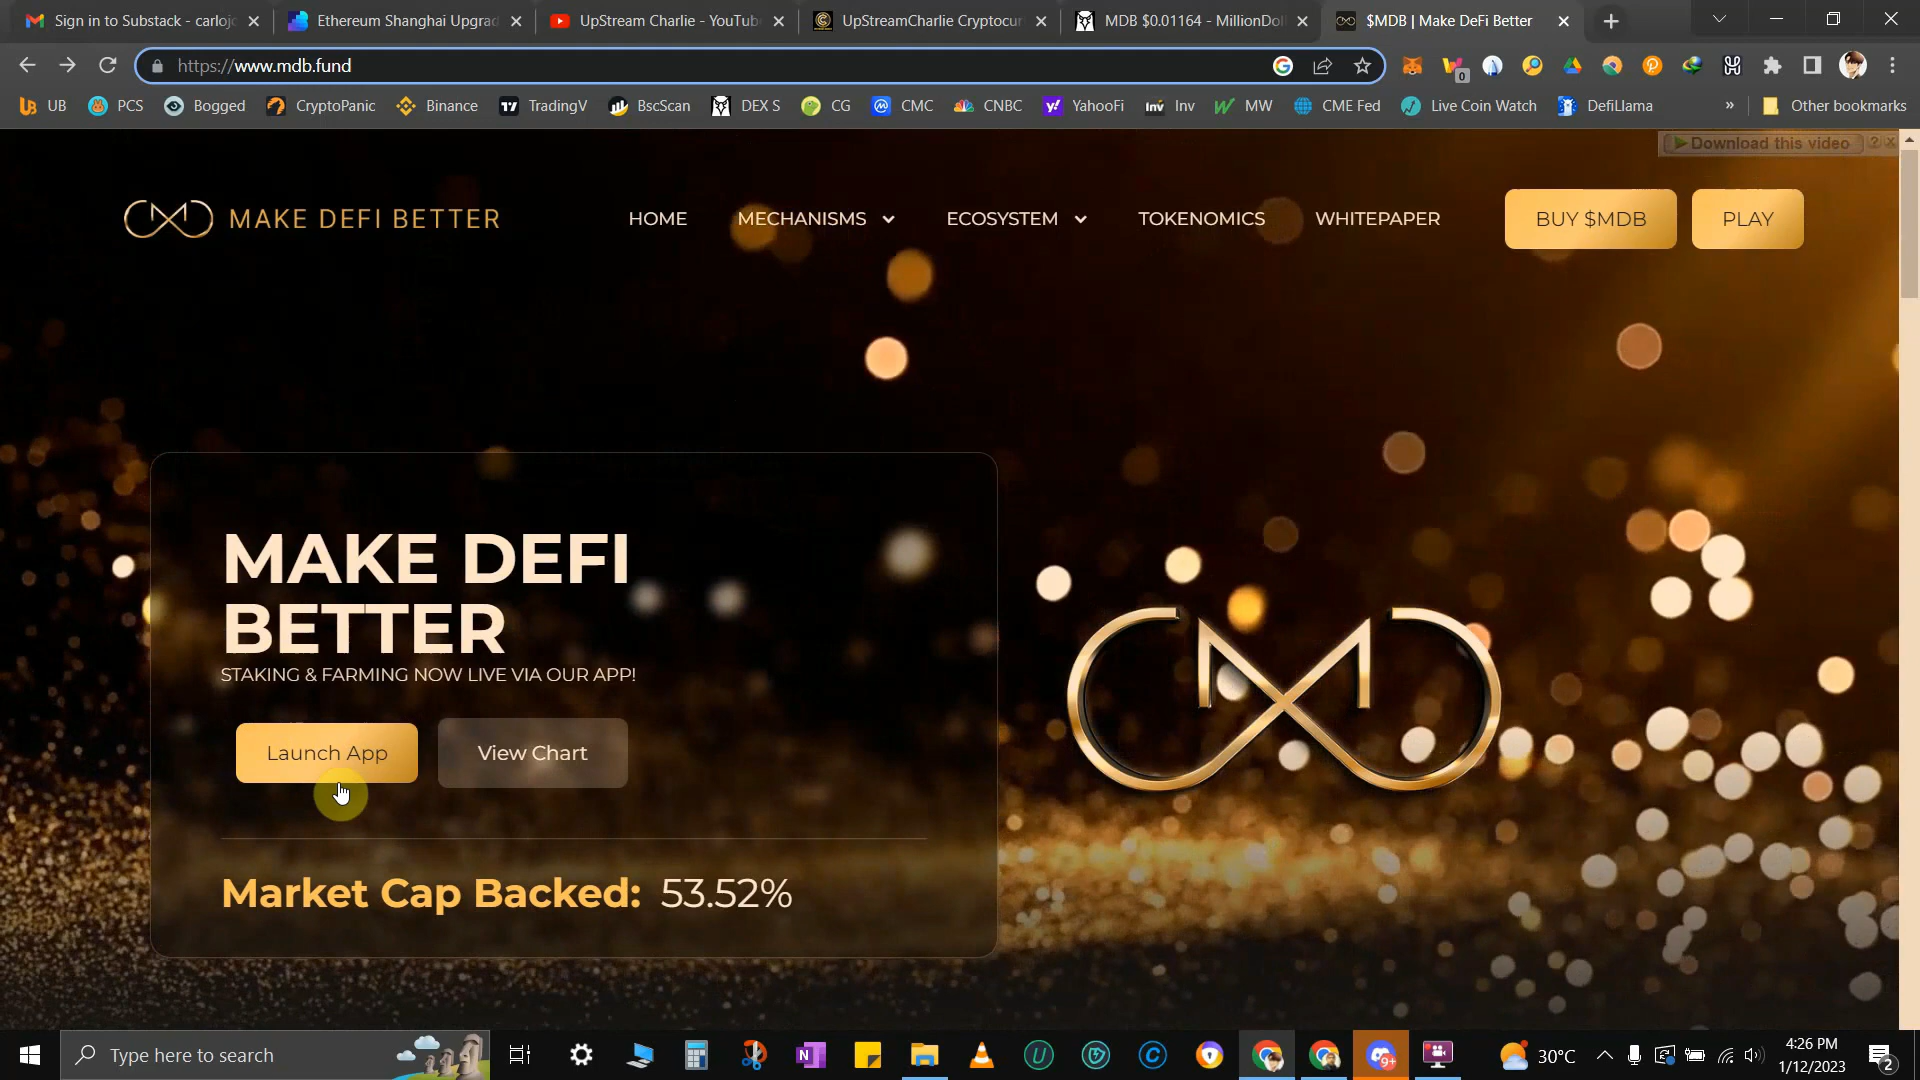 Sign in to Substack - carlojc
Ethereum Shanghai Upgrad
UpStream Charlie - YouTub
UpStreamCharlie Cryptocur
MDB $0.01164 - MillionDol
$MDB | Make DeFi Better
https://www.mdb.fund
0
UB
PCS
Bogged
CryptoPanic
Binance
TradingV
BscScan
DEX S
CG
CMC
CNBC
YahooFi
Inv
MW
CME Fed
Live Coin Watch
DefiLlama
»
Other bookmarks
Download this video
MAKE DEFI BETTER
HOME
MECHANISMS
ECOSYSTEM
TOKENOMICS
WHITEPAPER
BUY $MDB
PLAY
MAKE DEFI
BETTER
STAKING & FARMING NOW LIVE VIA OUR APP!
Launch App
View Chart
Market Cap Backed: 53.52%
Type here to search
9+
30°C
4:26 PM
1/12/2023
2